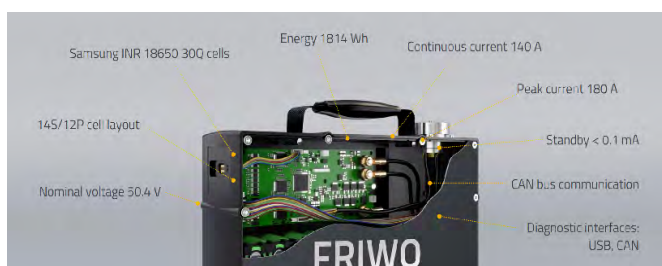 Energy 1814 Wh
Continuous current 140 A
Samsung INR 18650 30Q cells
Peak current 180 A
14S/12P cell layout
Standby < 0.1 mA
Nominal voltage 50.4 V
CAN bus communication
Diagnostic interfaces:
USB, CAN
FRIWO